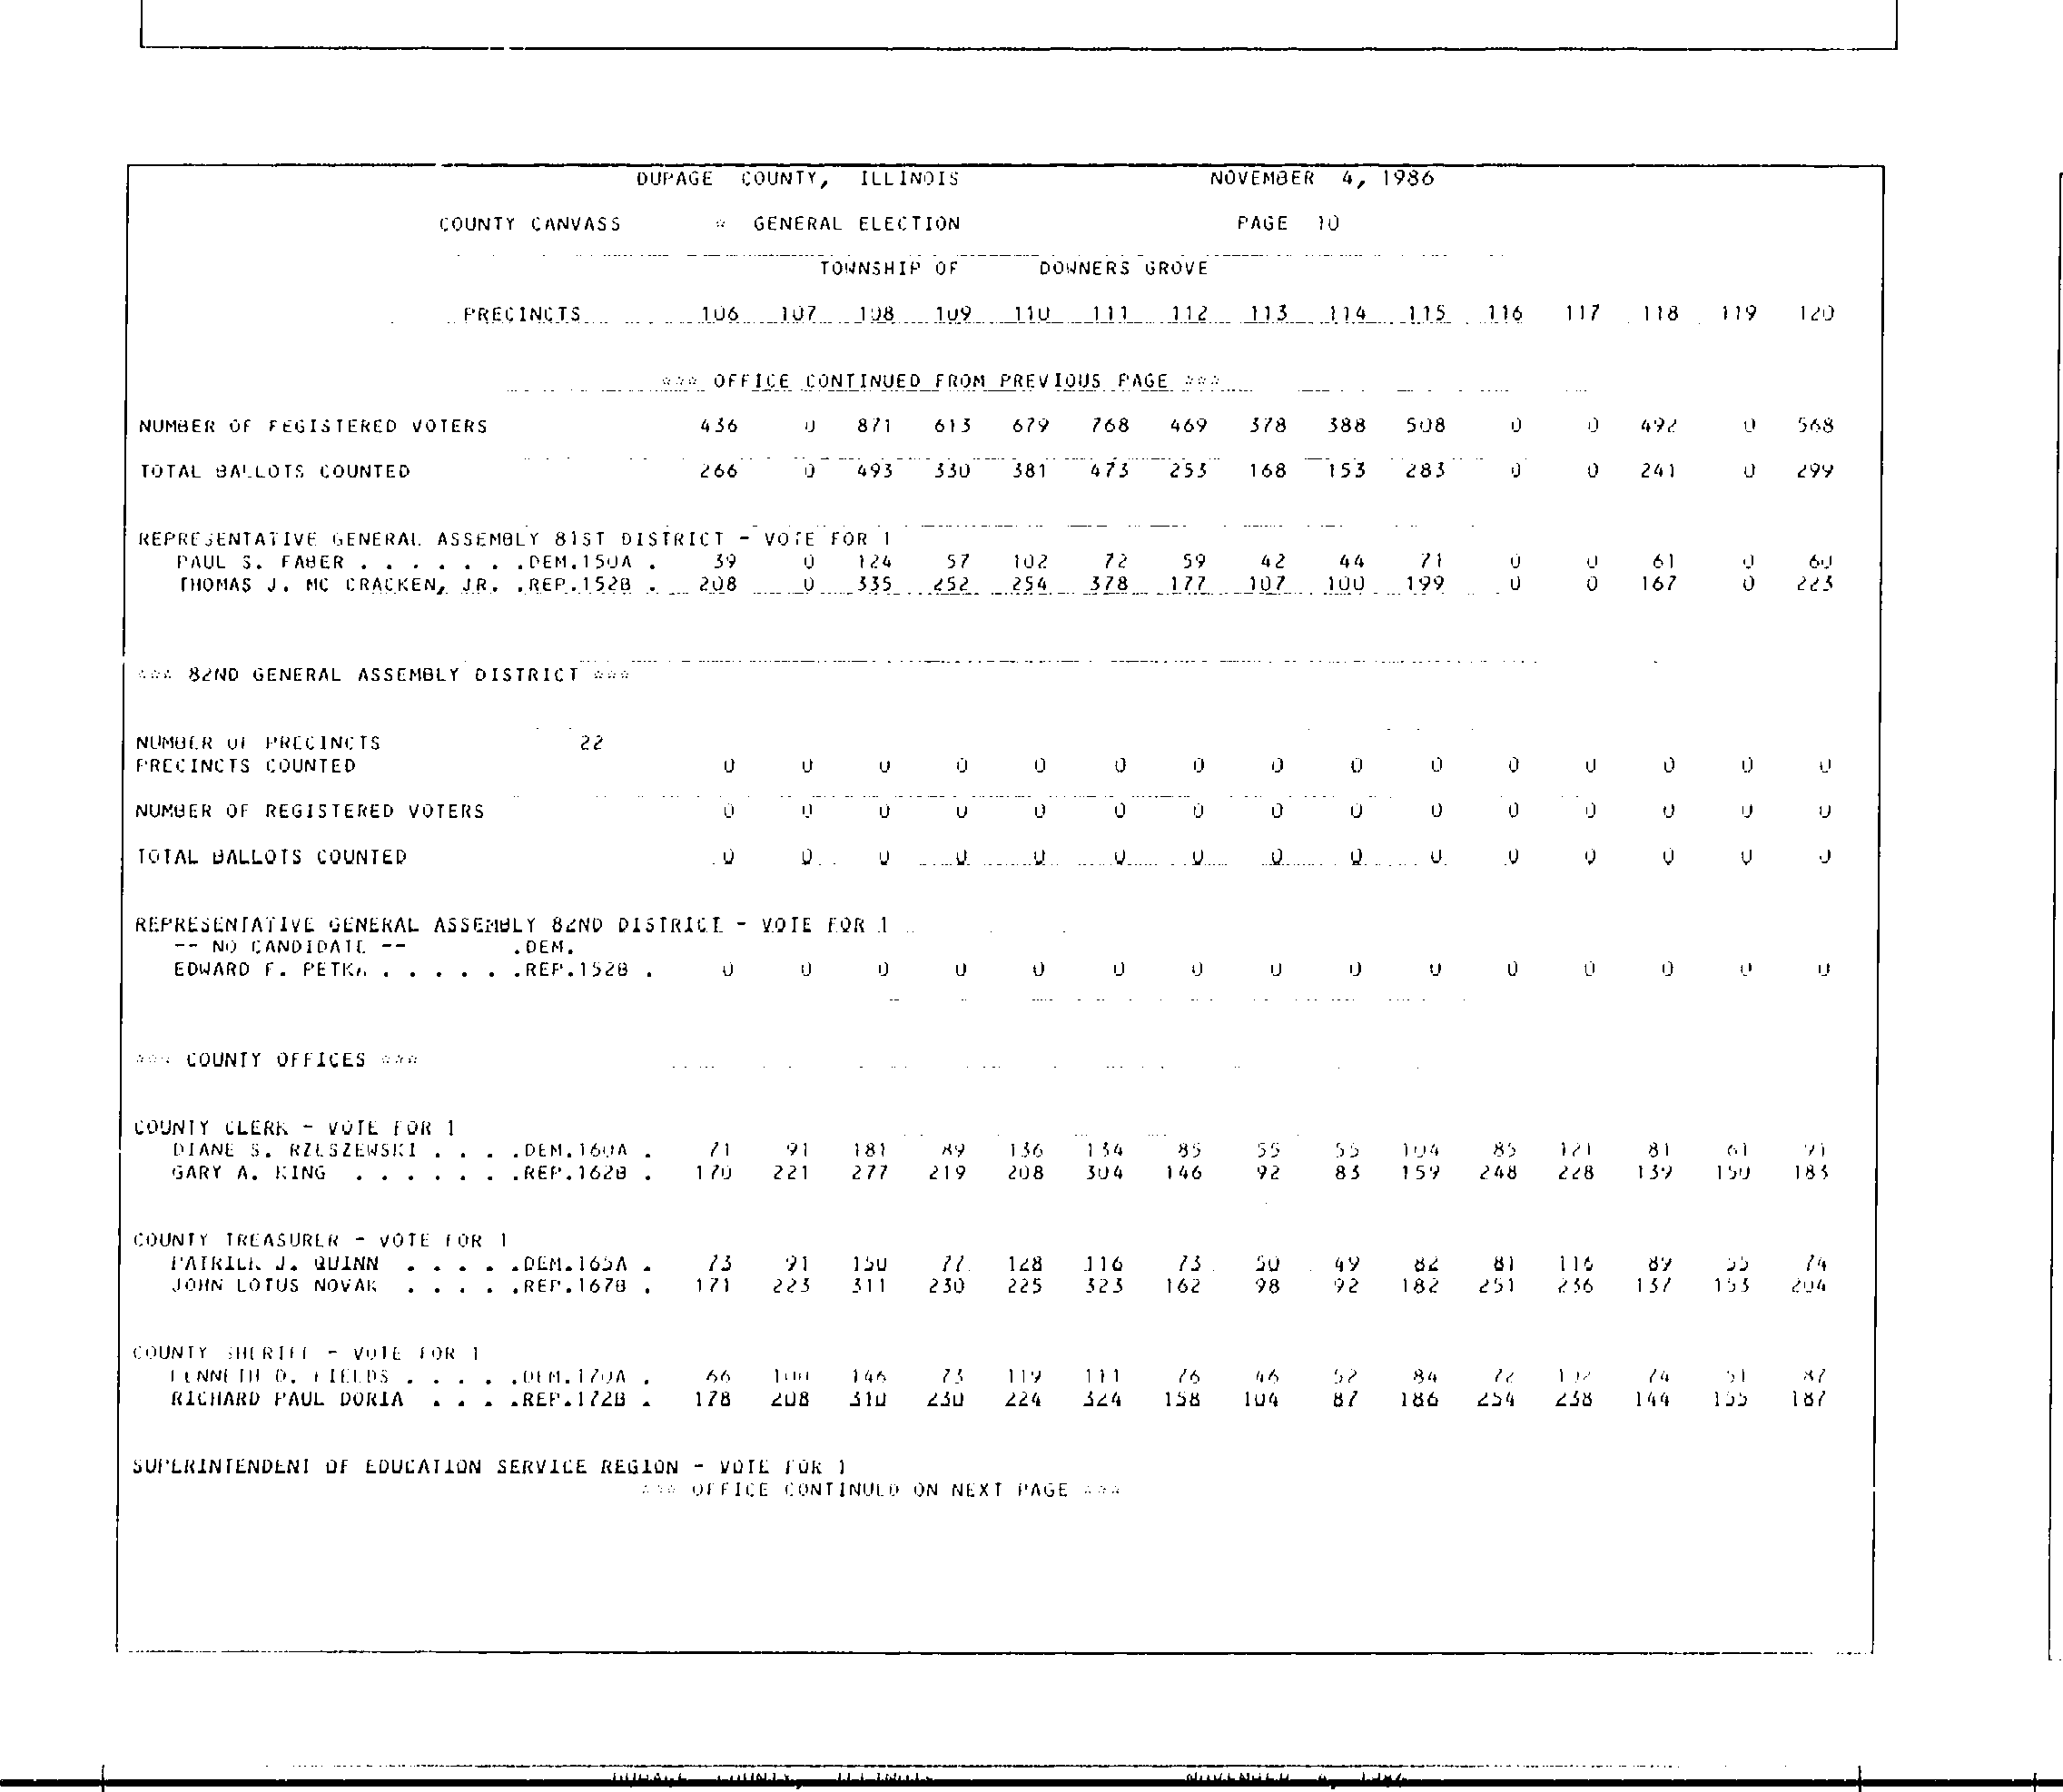 DUPAGE COUNTY, ILLINOIS NOVEMBER 4, 1986
COUNTY CANVASS * GENERAL ELECTION PAGE 10
TOWNSHIP OF DOWNERS GROVE
PRECINCTS 106 107 108 109 110 111 112 113 114 115 116 117 118 119 120
*** OFFICE CONTINUED FROM PREVIOUS PAGE ***
NUMBER OF REGISTERED VOTERS 436 0 871 613 679 768 469 378 388 508 0 0 492 0 568
TOTAL BALLOTS COUNTED 266 0 493 330 381 473 253 168 153 283 0 0 241 0 299
REPRESENTATIVE GENERAL ASSEMBLY 81ST DISTRICT - VOTE FOR 1
PAUL S. FABER . . . . . . .DEM.150A . 39 0 124 57 102 72 59 42 44 71 0 0 61 0 60
THOMAS J. MC CRACKEN, JR. .REP.152B . 208 0 335 252 254 378 177 107 100 199 0 0 167 0 223
*** 82ND GENERAL ASSEMBLY DISTRICT ***
NUMBER OF PRECINCTS 22
PRECINCTS COUNTED 0 0 0 0 0 0 0 0 0 0 0 0 0 0 0
NUMBER OF REGISTERED VOTERS 0 0 0 0 0 0 0 0 0 0 0 0 0 0 0
TOTAL BALLOTS COUNTED 0 0 0 0 0 0 0 0 0 0 0 0 0 0 0
REPRESENTATIVE GENERAL ASSEMBLY 82ND DISTRICT - VOTE FOR 1
-- NO CANDIDATE -- .DEM.
EDWARD F. PETKA . . . . . .REP.152B . 0 0 0 0 0 0 0 0 0 0 0 0 0 0 0
*** COUNTY OFFICES ***
COUNTY CLERK - VOTE FOR 1
DIANE S. RZESZEWSKI . . . .DEM.160A . 71 91 181 89 136 134 85 55 55 104 85 121 81 61 91
GARY A. KING . . . . . . .REP.162B . 170 221 277 219 208 304 146 92 83 159 248 228 139 150 183
COUNTY TREASURER - VOTE FOR 1
PATRICK J. QUINN . . . . .DEM.165A . 73 91 150 77 128 116 73 50 49 82 81 116 89 55 74
JOHN LOTUS NOVAK . . . . .REP.167B . 171 223 311 230 225 323 162 98 92 182 251 236 137 153 204
COUNTY SHERIFF - VOTE FOR 1
KENNETH D. FIELDS . . . . .DEM.170A . 66 100 146 73 119 111 76 46 52 84 72 102 74 51 87
RICHARD PAUL DORIA . . . .REP.172B . 178 208 310 230 224 324 158 104 87 186 254 238 144 155 187
SUPERINTENDENT OF EDUCATION SERVICE REGION - VOTE FOR 1
*** OFFICE CONTINUED ON NEXT PAGE ***